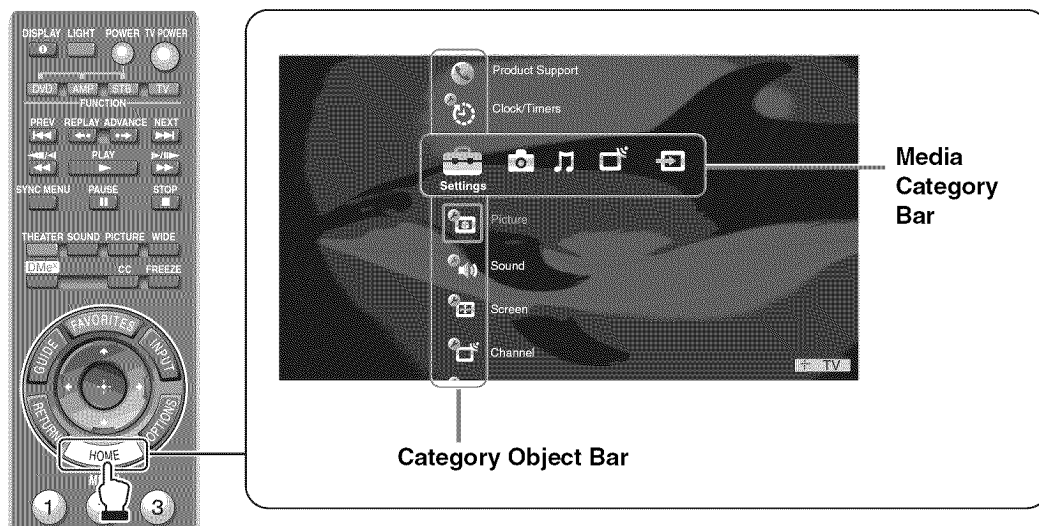 DISPLAY LIGHT POWER TV POWER
DVD AMP STB TV
FUNCTION
PREV REPLAY ADVANCE NEXT
PLAY
SYNC MENU PAUSE STOP
THEATER SOUND PICTURE WIDE
DMe
CC FREEZE
GUIDE FAVORITES INPUT
RETURN OPTIONS
HOME
1 3
Product Support
Clock/Timers
Settings
Picture
Sound
Screen
Channel
TV
Media
Category
Bar
Category Object Bar